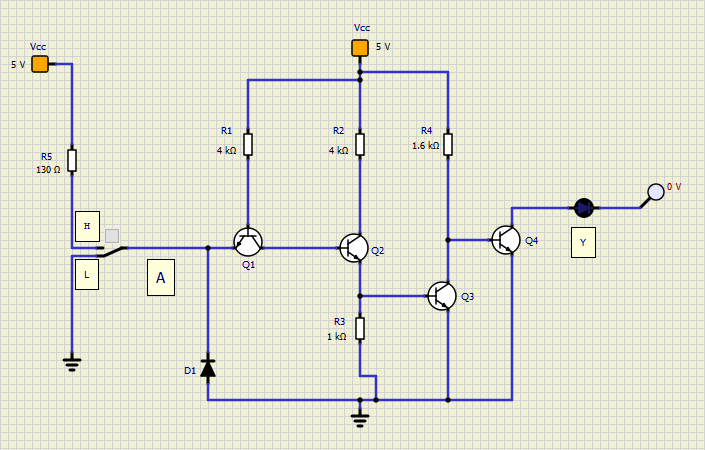 Vcc
5 V
Vcc
5 V
R5
130 Ω
R1
4 kΩ
R2
4 kΩ
R4
1.6 kΩ
0 V
H
L
A
Q1
Q2
Q4
Y
Q3
R3
1 kΩ
D1